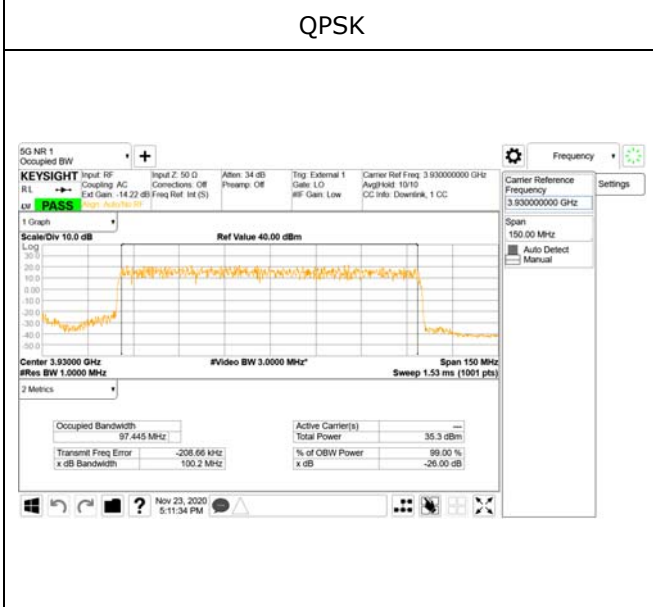 QPSK
5G NR 1
Occupied BW
Frequency
KEYSIGHT Input: RF Input Z: 50 Ω Atten: 34 dB Trig: External 1 Carrier Ref Freq: 3.930000000 GHz
RL Coupling: AC Corrections: Off Preamp: Off Gate: LO Avg|Hold: 10/10
Ext Gain: -14.22 dB Freq Ref: Int (S) #IF Gain: Low CC Info: Downlink, 1 CC
PASS Align: Auto/No RF
Carrier Reference Frequency
3.930000000 GHz
Settings
Span
150.00 MHz
Auto Detect
Manual
1 Graph
Scale/Div 10.0 dB Ref Value 40.00 dBm
Log
30.0
20.0
10.0
0.00
-10.0
-20.0
-30.0
-40.0
-50.0
Center 3.93000 GHz #Video BW 3.0000 MHz* Span 150 MHz
#Res BW 1.0000 MHz Sweep 1.53 ms (1001 pts)
2 Metrics
Occupied Bandwidth
97.445 MHz
Transmit Freq Error -208.66 kHz
x dB Bandwidth 100.2 MHz
Active Carrier(s) —
Total Power 35.3 dBm
% of OBW Power 99.00 %
x dB -26.00 dB
Nov 23, 2020
5:11:34 PM